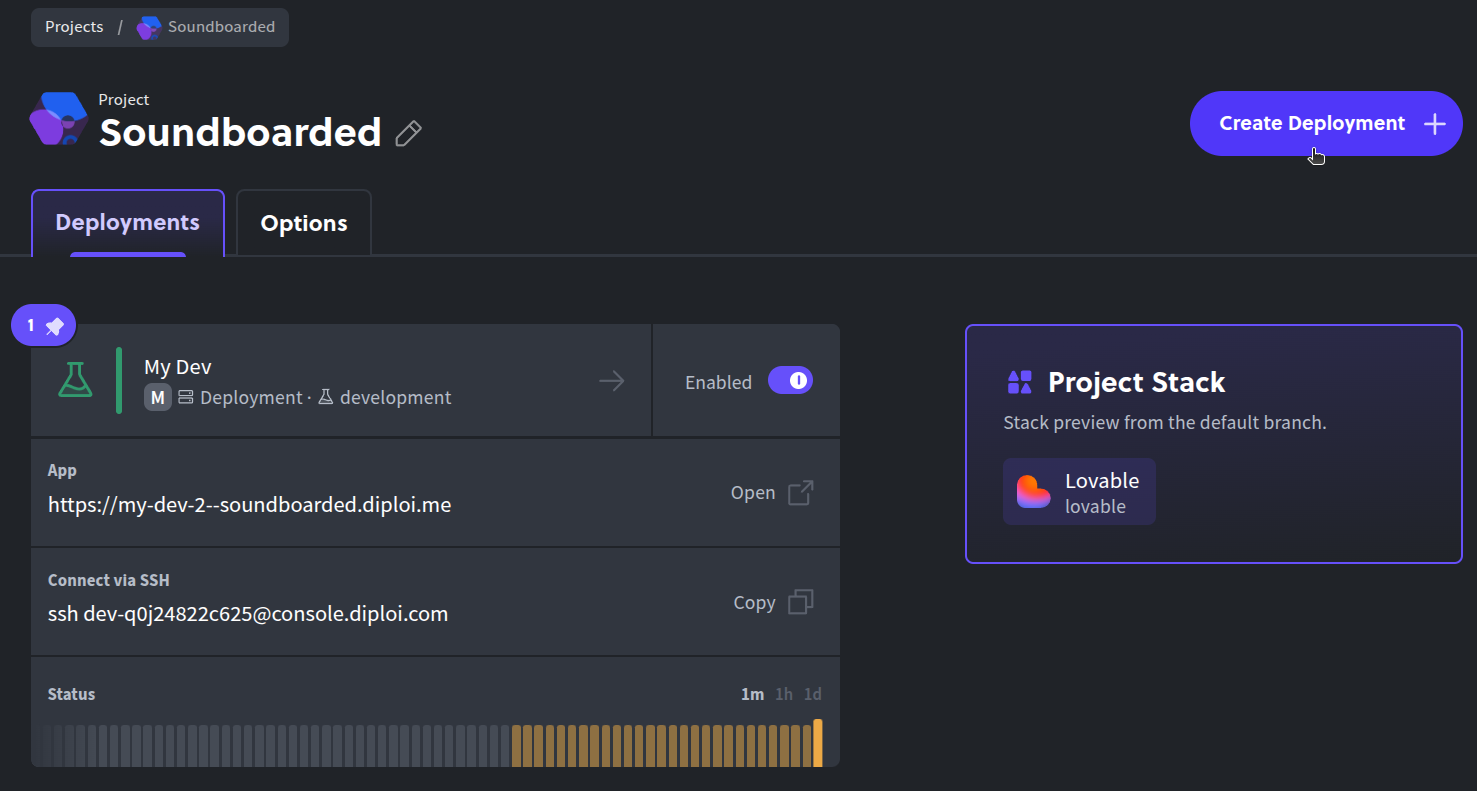 Projects / Soundboarded
Project
Soundboarded
Create Deployment
Deployments
Options
1
My Dev
M Deployment · development
Enabled
App
https://my-dev-2--soundboarded.diploi.me
Open
Connect via SSH
ssh dev-q0j24822c625@console.diploi.com
Copy
Status
1m 1h 1d
Project Stack
Stack preview from the default branch.
Lovable
lovable